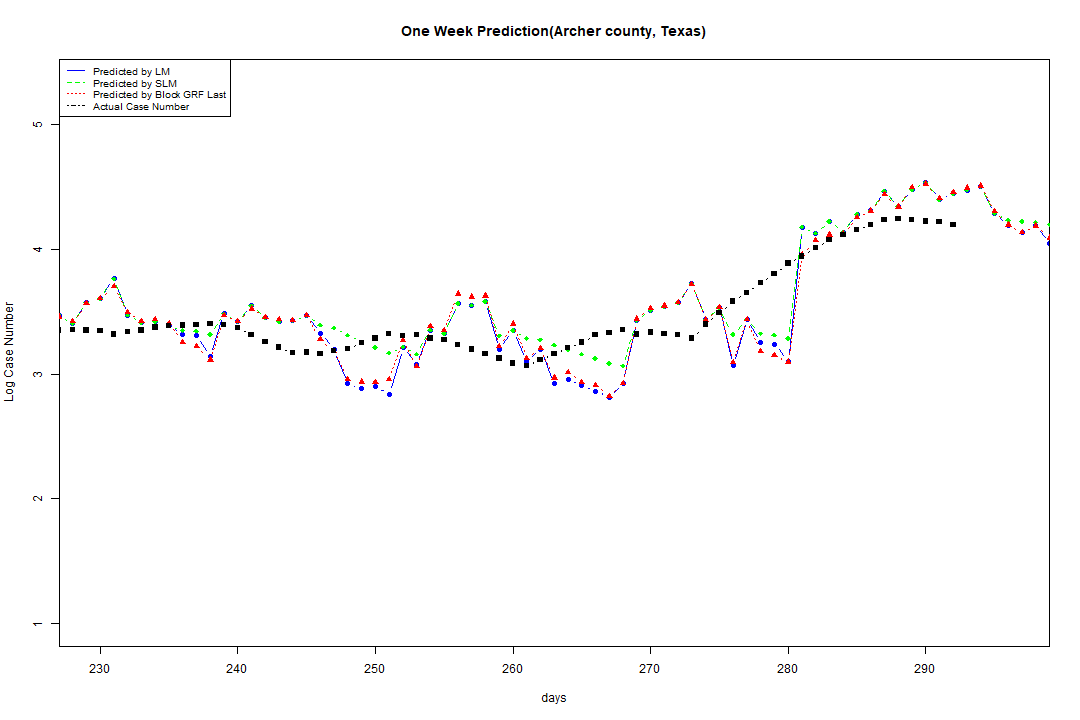 One Week Prediction(Archer county, Texas)
Predicted by LM
Predicted by SLM
Predicted by Block GRF Last
Actual Case Number
5
4
3
2
1
Log Case Number
230 240 250 260 270 280 290
days